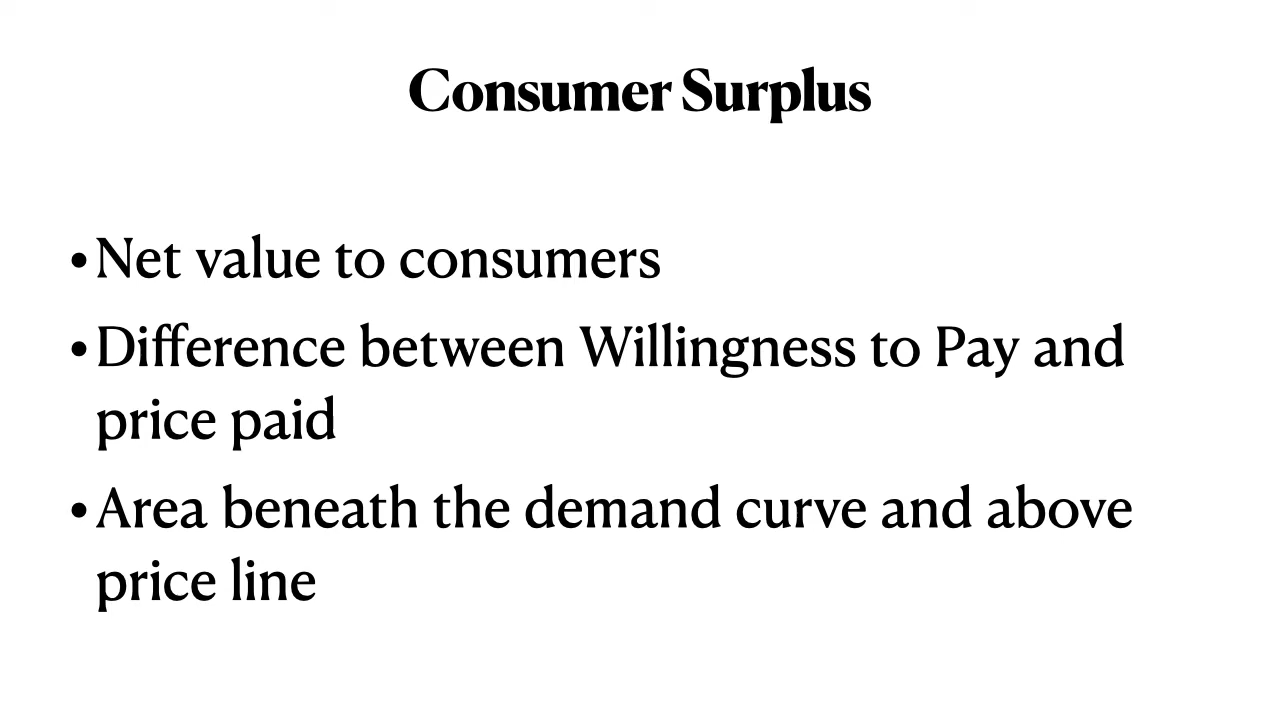 Consumer Surplus
•Net value to consumers
•Difference between Willingness to Pay and
price paid
•Area beneath the demand curve and above
price line